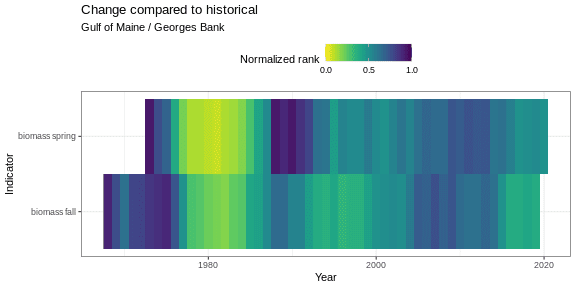 Change compared to historical
Gulf of Maine / Georges Bank
Normalized rank
0.0 0.5 1.0
biomass spring
biomass fall
Indicator
1980 2000 2020
Year